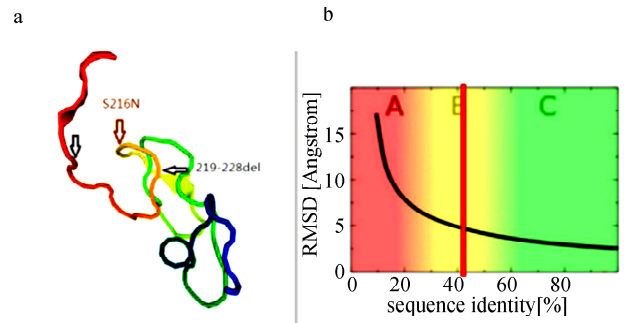 a
S216N
219-228del
b
A B C
RMSD [Angstrom]
15
10
5
0
0 20 40 60 80
sequence identity[%]